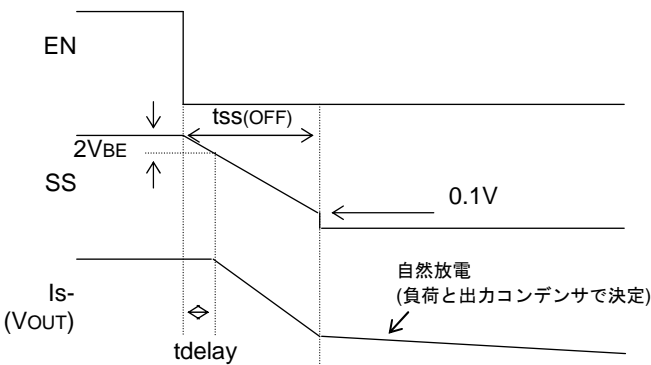 EN
tss(OFF)
2VBE
SS
0.1V
自然放電
(負荷と出力コンデンサで決定)
Is-
(VOUT)
tdelay